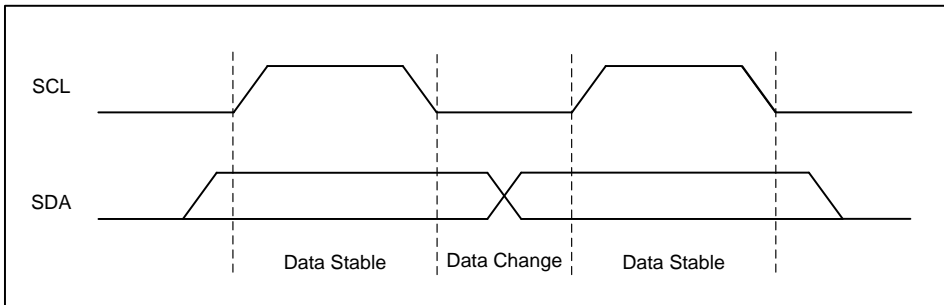 SCL
SDA
Data Stable
Data Change
Data Stable